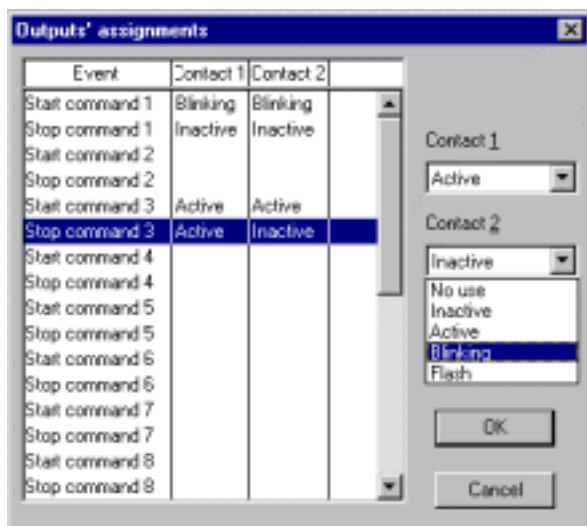 Outputs' assignments
Event Contact 1 Contact 2
Start command 1 Blinking Blinking
Stop command 1 Inactive Inactive
Start command 2
Stop command 2
Start command 3 Active Active
Stop command 3 Active Inactive
Start command 4
Stop command 4
Start command 5
Stop command 5
Start command 6
Stop command 6
Start command 7
Stop command 7
Start command 8
Stop command 8
Contact 1
Active
Contact 2
Inactive
No use
Inactive
Active
Blinking
Flash
OK
Cancel